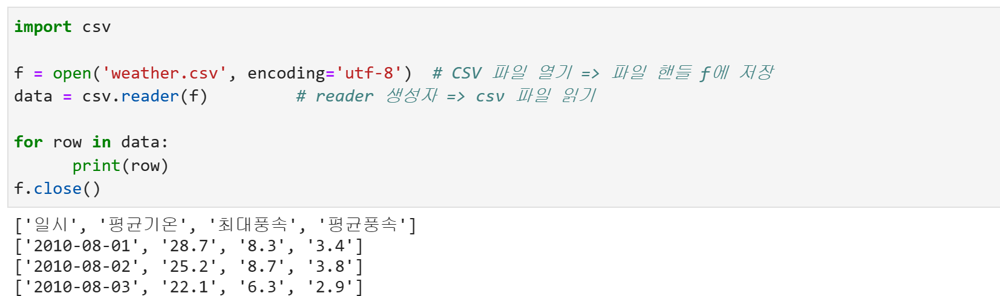 import csv
f = open('weather.csv', encoding='utf-8')  # CSV 파일 열기 => 파일 핸들 f에 저장
data = csv.reader(f)         # reader 생성자 => csv 파일 읽기
for row in data:
      print(row)
f.close()
['일시', '평균기온', '최대풍속', '평균풍속']
['2010-08-01', '28.7', '8.3', '3.4']
['2010-08-02', '25.2', '8.7', '3.8']
['2010-08-03', '22.1', '6.3', '2.9']